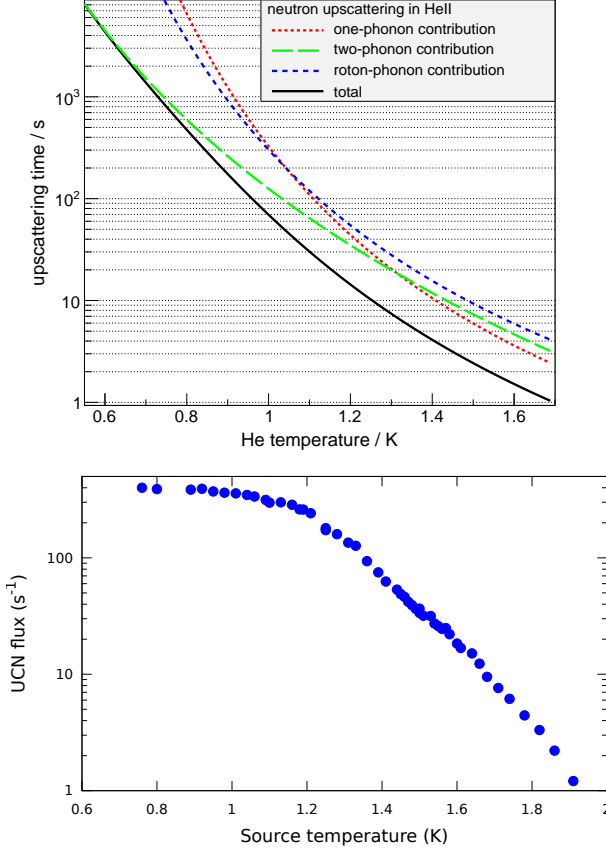 neutron upscattering in HeII
one-phonon contribution
two-phonon contribution
roton-phonon contribution
total
upscattering time / s
10³
10²
10
1
0.6 0.8 1 1.2 1.4 1.6
He temperature / K
UCN flux (s⁻¹)
100
10
1
0.6 0.8 1 1.2 1.4 1.6 1.8 2
Source temperature (K)